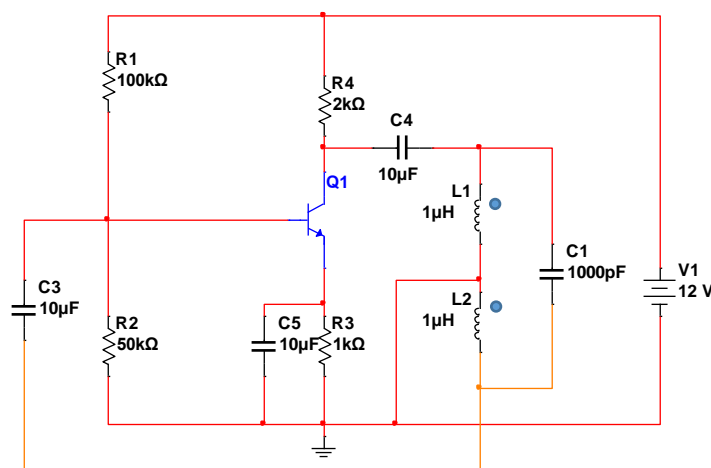 R1
100kΩ
R4
2kΩ
C4
10µF
Q1
L1
1µH
C1
1000pF
V1
12 V
C3
10µF
R2
50kΩ
C5
10µF
R3
1kΩ
L2
1µH